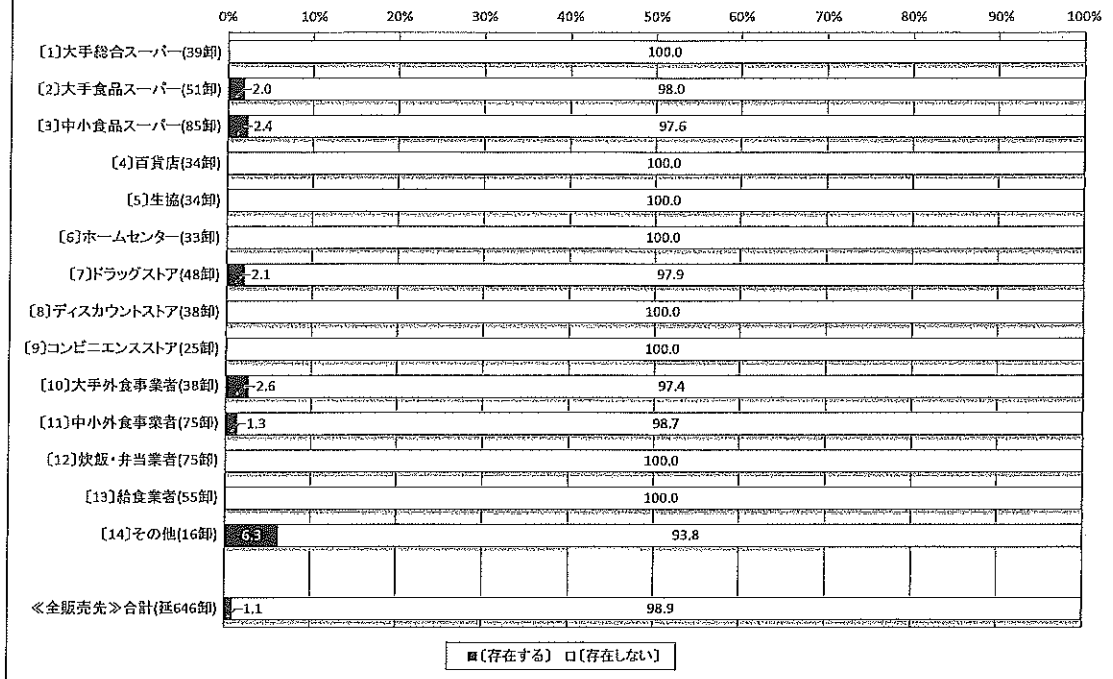 0% 10% 20% 30% 40% 50% 60% 70% 80% 90% 100%
〔1〕大手総合スーパー(39卸) 100.0
〔2〕大手食品スーパー(51卸) 2.0 98.0
〔3〕中小食品スーパー(85卸) 2.4 97.6
〔4〕百貨店(34卸) 100.0
〔5〕生協(34卸) 100.0
〔6〕ホームセンター(33卸) 100.0
〔7〕ドラッグストア(48卸) 2.1 97.9
〔8〕ディスカウントストア(38卸) 100.0
〔9〕コンビニエンスストア(25卸) 100.0
〔10〕大手外食事業者(38卸) 2.6 97.4
〔11〕中小外食事業者(75卸) 1.3 98.7
〔12〕炊飯・弁当業者(75卸) 100.0
〔13〕給食業者(55卸) 100.0
〔14〕その他(16卸) 6.3 93.8
≪全販売先≫合計(延646卸) 1.1 98.9
〔存在する〕 〔存在しない〕